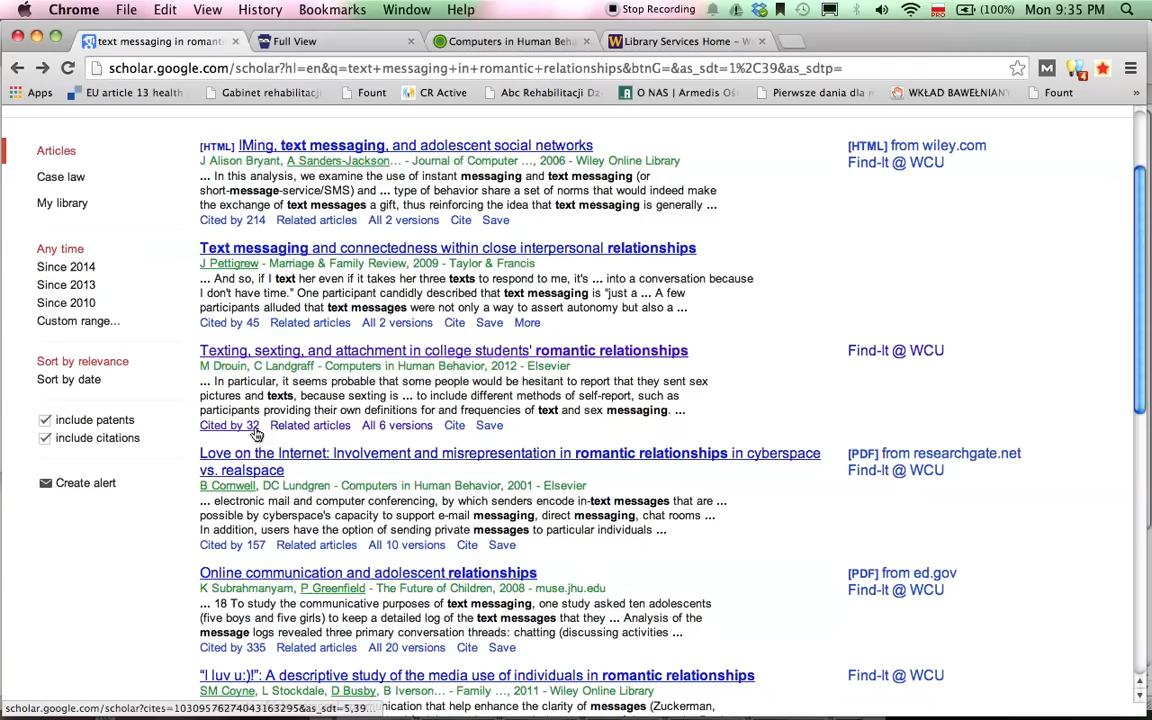 Chrome File Edit View History Bookmarks Window Help Stop Recording (100%) Mon 9:35 PM
text messaging in romanti Full View Computers in Human Beha Library Services Home – W
scholar.google.com/scholar?hl=en&q=text+messaging+in+romantic+relationships&btnG=&as_sdt=1%2C39&as_sdtp=
Apps EU article 13 health Gabinet rehabilitacji Fount CR Active Abc Rehabilitacji Dz O NAS | Armedis Oś Pierwsze dania dla WKŁAD BAWEŁNIAN Fount »
Articles
Case law
My library
Any time
Since 2014
Since 2013
Since 2010
Custom range...
Sort by relevance
Sort by date
include patents
include citations
Create alert
[HTML] IMing, text messaging, and adolescent social networks
J Alison Bryant, A Sanders-Jackson... - Journal of Computer ..., 2006 - Wiley Online Library
... In this analysis, we examine the use of instant messaging and text messaging (or
short-message-service/SMS) and ... type of behavior share a set of norms that would indeed make
the exchange of text messages a gift, thus reinforcing the idea that text messaging is generally ...
Cited by 214 Related articles All 2 versions Cite Save
[HTML] from wiley.com
Find-It @ WCU
Text messaging and connectedness within close interpersonal relationships
J Pettigrew - Marriage & Family Review, 2009 - Taylor & Francis
... And so, if I text her even if it takes her three texts to respond to me, it's ... into a conversation because
I don't have time." One participant candidly described that text messaging is "just a ... A few
participants alluded that text messages were not only a way to assert autonomy but also a ...
Cited by 45 Related articles All 2 versions Cite Save More
Texting, sexting, and attachment in college students' romantic relationships
M Drouin, C Landgraff - Computers in Human Behavior, 2012 - Elsevier
... In particular, it seems probable that some people would be hesitant to report that they sent sex
pictures and texts, because sexting is ... to include different methods of self-report, such as
participants providing their own definitions for and frequencies of text and sex messaging. ...
Cited by 32 Related articles All 6 versions Cite Save
Find-It @ WCU
Love on the Internet: Involvement and misrepresentation in romantic relationships in cyberspace
vs. realspace
B Cornwell, DC Lundgren - Computers in Human Behavior, 2001 - Elsevier
... electronic mail and computer conferencing, by which senders encode in-text messages that are ...
possible by cyberspace's capacity to support e-mail messaging, direct messaging, chat rooms ...
In addition, users have the option of sending private messages to particular individuals ...
Cited by 157 Related articles All 10 versions Cite Save
[PDF] from researchgate.net
Find-It @ WCU
Online communication and adolescent relationships
K Subrahmanyam, P Greenfield - The Future of Children, 2008 - muse.jhu.edu
... 18 To study the communicative purposes of text messaging, one study asked ten adolescents
(five boys and five girls) to keep a detailed log of the text messages that they ... Analysis of the
message logs revealed three primary conversation threads: chatting (discussing activities ...
Cited by 335 Related articles All 20 versions Cite Save
[PDF] from ed.gov
Find-It @ WCU
"I luv u:)!": A descriptive study of the media use of individuals in romantic relationships
SM Coyne, L Stockdale, D Busby, B Iverson... - Family ..., 2011 - Wiley Online Library
nication that help enhance the clarity of messages (Zuckerman,
Find-It @ WCU
scholar.google.com/scholar?cites=10309576274043163295&as_sdt=5,39...